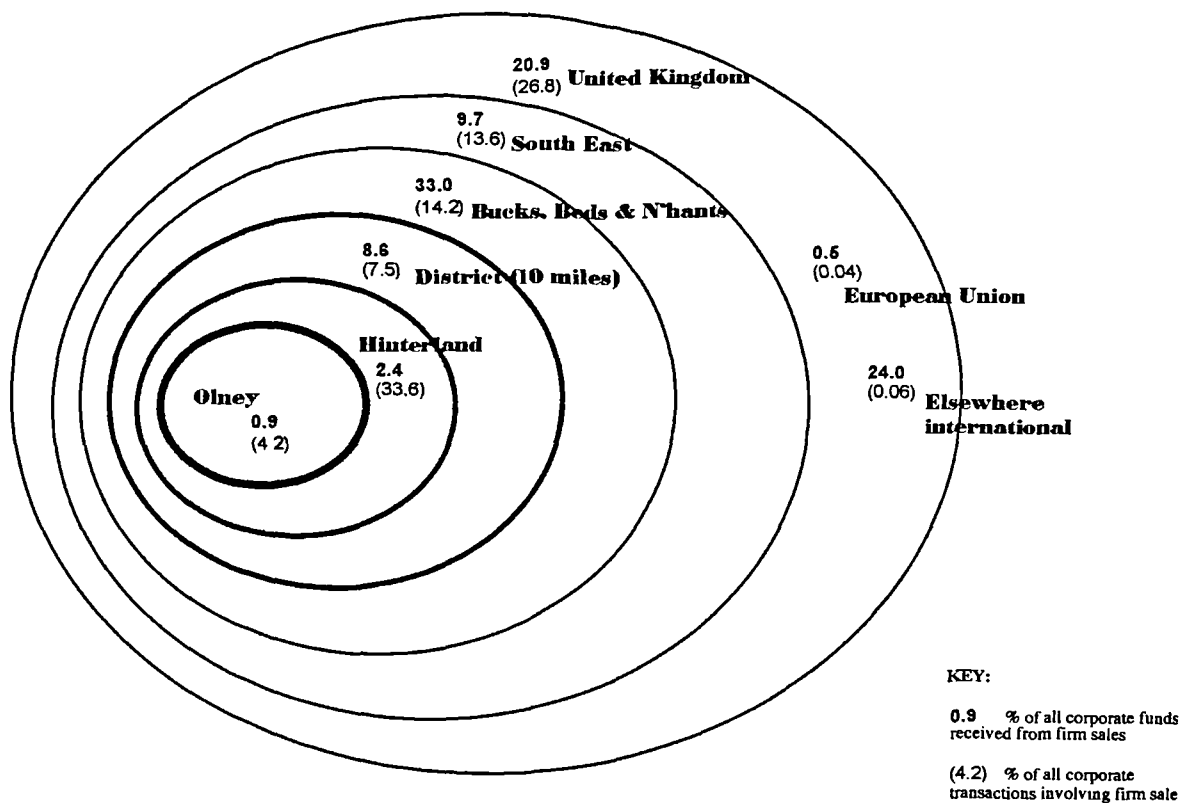 20.9
(26.8) United Kingdom
9.7
(13.6) South East
33.0
(14.2) Bucks. Beds & N'hants
8.6
(7.5) District (10 miles)
0.5
(0.04)
European Union
Hinterland
2.4
(33.6)
24.0
(0.06) Elsewhere
international
Olney
0.9
(4 2)
KEY:
0.9 % of all corporate funds
received from firm sales
(4.2) % of all corporate
transactions involving firm sale